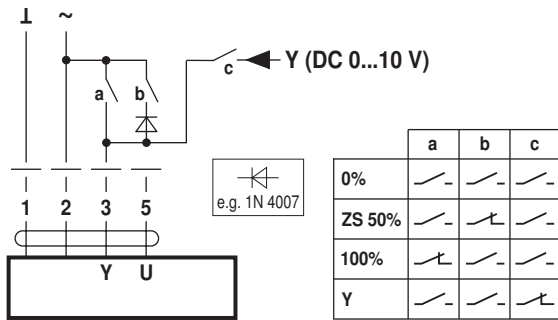 ⊥ ~
a b c Y (DC 0...10 V)
1 2 3 5
Y U
e.g. 1N 4007
a b c
0%
ZS 50%
100%
Y